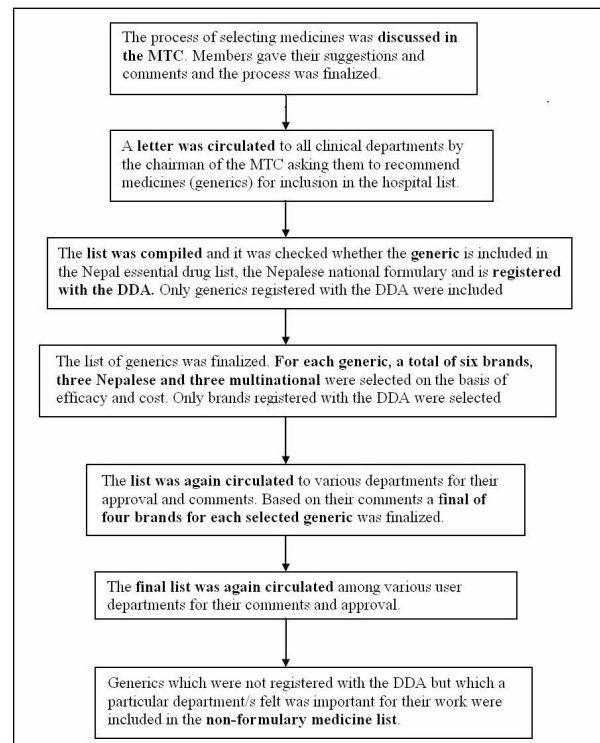 The process of selecting medicines was discussed in
the MTC. Members gave their suggestions and
comments and the process was finalized.
A letter was circulated to all clinical departments by
the chairman of the MTC asking them to recommend
medicines (generics) for inclusion in the hospital list.
The list was compiled and it was checked whether the generic is included in
the Nepal essential drug list, the Nepalese national formulary and is registered
with the DDA. Only generics registered with the DDA were included
The list of generics was finalized. For each generic, a total of six brands,
three Nepalese and three multinational were selected on the basis of
efficacy and cost. Only brands registered with the DDA were selected
The list was again circulated to various departments for their
approval and comments. Based on their comments a final of
four brands for each selected generic was finalized.
The final list was again circulated among various user
departments for their comments and approval.
Generics which were not registered with the DDA but which a
particular department/s felt was important for their work were
included in the non-formulary medicine list.